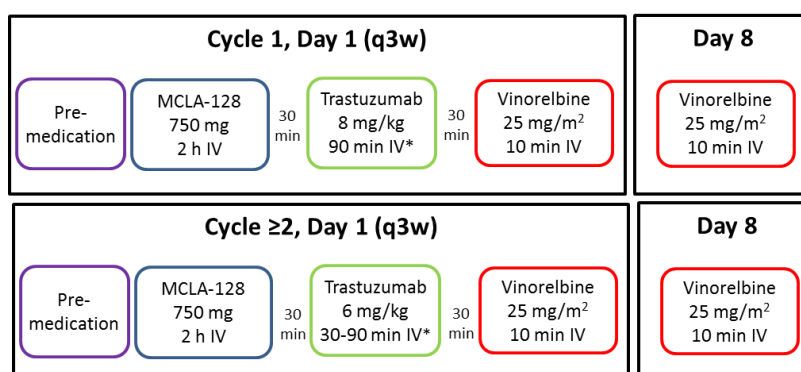 Cycle 1, Day 1 (q3w)
Pre-
medication
MCLA-128
750 mg
2 h IV
30
min
Trastuzumab
8 mg/kg
90 min IV*
30
min
Vinorelbine
25 mg/m²
10 min IV
Day 8
Vinorelbine
25 mg/m²
10 min IV
Cycle ≥2, Day 1 (q3w)
Pre-
medication
MCLA-128
750 mg
2 h IV
30
min
Trastuzumab
6 mg/kg
30-90 min IV*
30
min
Vinorelbine
25 mg/m²
10 min IV
Day 8
Vinorelbine
25 mg/m²
10 min IV